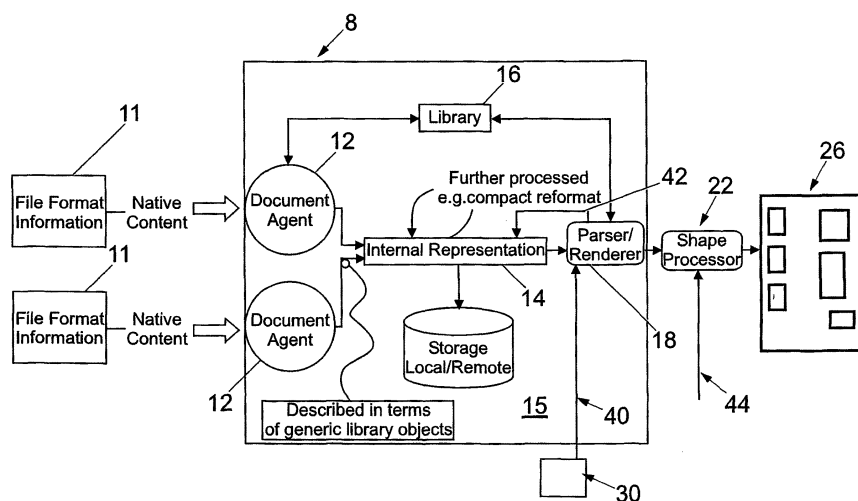 8
16
Library
11
12
26
File Format
Information
Native
Content
Document
Agent
Further processed
e.g.compact reformat
42
22
Internal Representation
Parser/
Renderer
Shape
Processor
11
14
18
File Format
Information
Native
Content
Document
Agent
Storage
Local/Remote
12
Described in terms
of generic library objects
15
40
44
30